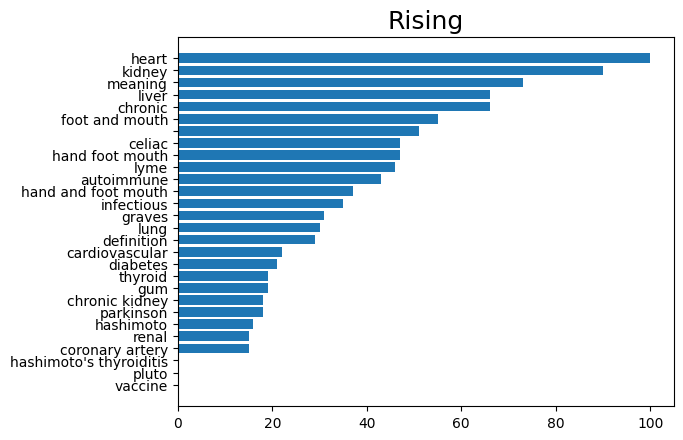 Rising
heart
kidney
meaning
liver
chronic
foot and mouth
celiac
hand foot mouth
lyme
autoimmune
hand and foot mouth
infectious
graves
lung
definition
cardiovascular
diabetes
thyroid
gum
chronic kidney
parkinson
hashimoto
renal
coronary artery
hashimoto's thyroiditis
pluto
vaccine
0 20 40 60 80 100